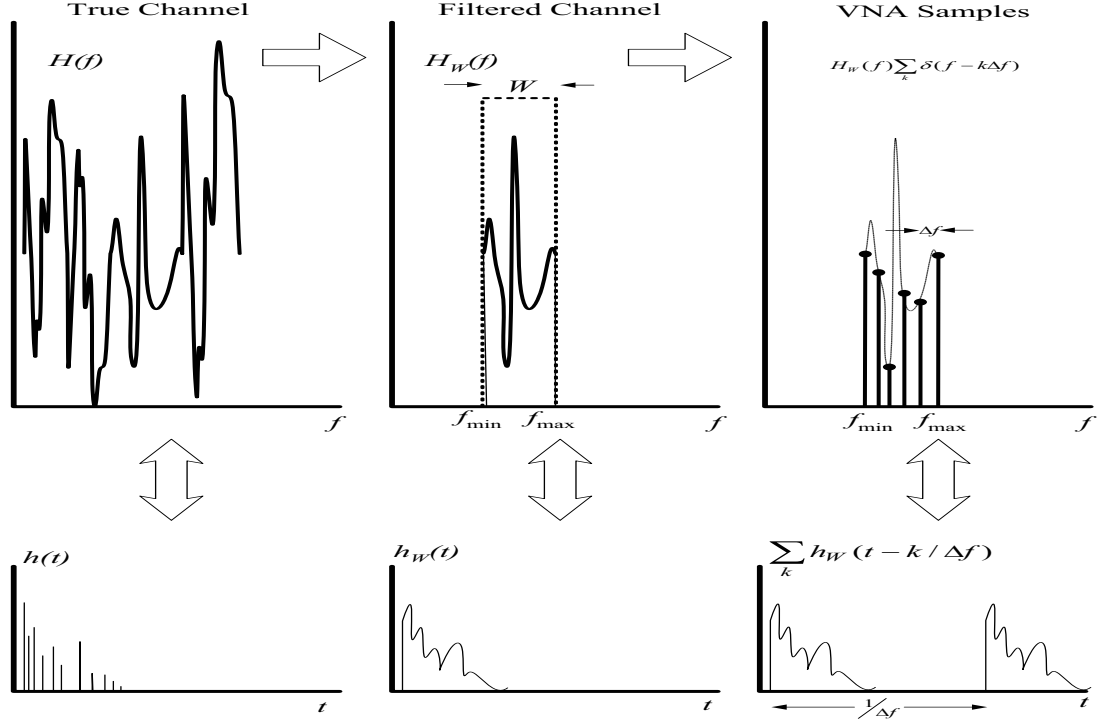 True Channel
Filtered Channel
VNA Samples
H(f)
H_W(f)
H_W(f)∑_k δ(f − kΔf)
W
Δf
f
f_min
f_max
f
f_min
f_max
f
h(t)
h_W(t)
∑_k h_W(t − k / Δf)
t
t
t
1/Δf